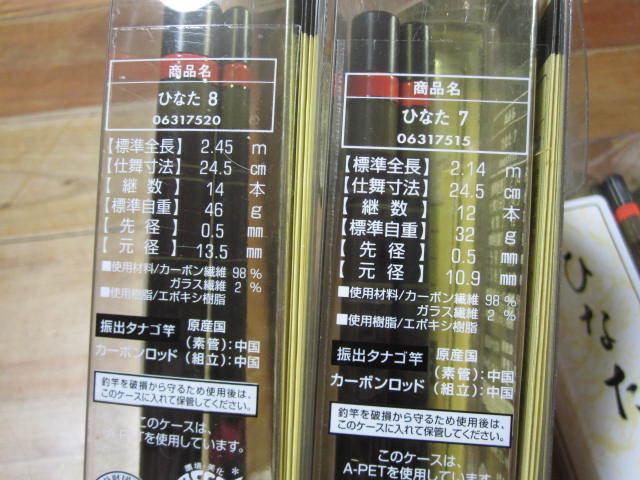 商品名
ひなた 8
06317520
【標準全長】 2.45 m
【仕舞寸法】 24.5 cm
【継数】 14 本
【標準自重】 46 g
【先径】 0.5 mm
【元径】 13.5 mm
■使用材料/カーボン繊維 98 %
ガラス繊維 2 %
■使用樹脂/エポキシ樹脂
振出タナゴ竿 原産国
(素管):中国
カーボンロッド (組立):中国
釣竿を破損から守るため使用後は、
このケースに入れて保管してください。
このケースは、
A-PETを使用しています。
商品名
ひなた 7
06317515
【標準全長】 2.14 m
【仕舞寸法】 24.5 cm
【継数】 12 本
【標準自重】 32 g
【先径】 0.5 mm
【元径】 10.9 mm
■使用材料/カーボン繊維 98 %
ガラス繊維 2 %
■使用樹脂/エポキシ樹脂
振出タナゴ竿 原産国
(素管):中国
カーボンロッド (組立):中国
釣竿を破損から守るため使用後は、
このケースに入れて保管してください。
このケースは、
A-PETを使用しています。
ひなた